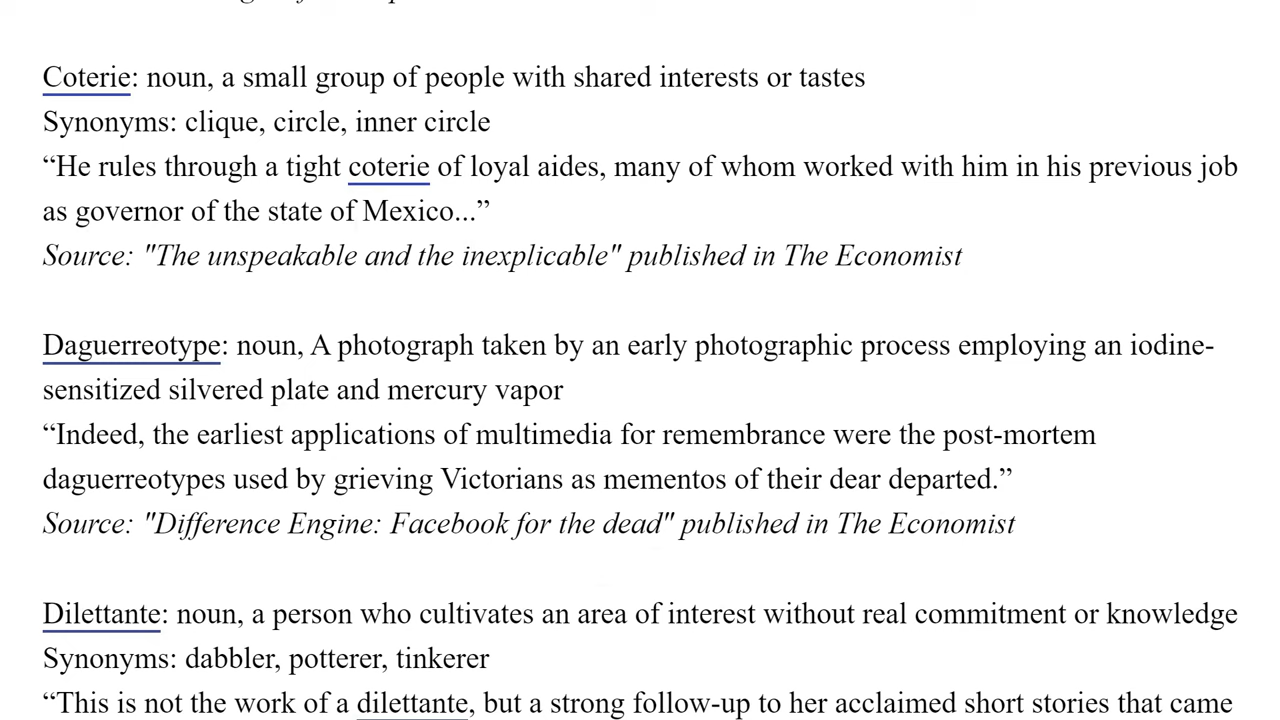 Coterie: noun, a small group of people with shared interests or tastes
Synonyms: clique, circle, inner circle
“He rules through a tight coterie of loyal aides, many of whom worked with him in his previous job
as governor of the state of Mexico...”
Source: "The unspeakable and the inexplicable" published in The Economist
Daguerreotype: noun, A photograph taken by an early photographic process employing an iodine-
sensitized silvered plate and mercury vapor
“Indeed, the earliest applications of multimedia for remembrance were the post-mortem
daguerreotypes used by grieving Victorians as mementos of their dear departed.”
Source: "Difference Engine: Facebook for the dead" published in The Economist
Dilettante: noun, a person who cultivates an area of interest without real commitment or knowledge
Synonyms: dabbler, potterer, tinkerer
“This is not the work of a dilettante, but a strong follow-up to her acclaimed short stories that came